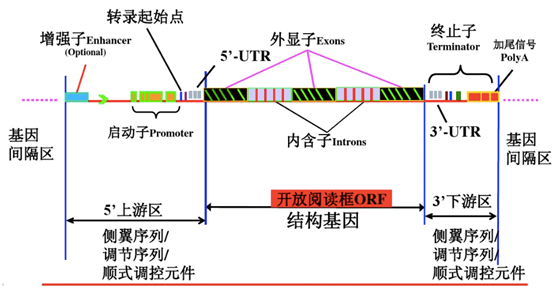 转录起始点
外显子Exons
终止子
Terminator
加尾信号
PolyA
增强子Enhancer
(Optional)
5’-UTR
启动子Promoter
内含子Introns
3’-UTR
基因
间隔区
基因
间隔区
5’上游区
开放阅读框ORF
结构基因
3’下游区
侧翼序列/
调节序列/
顺式调控元件
侧翼序列/
调节序列/
顺式调控元件